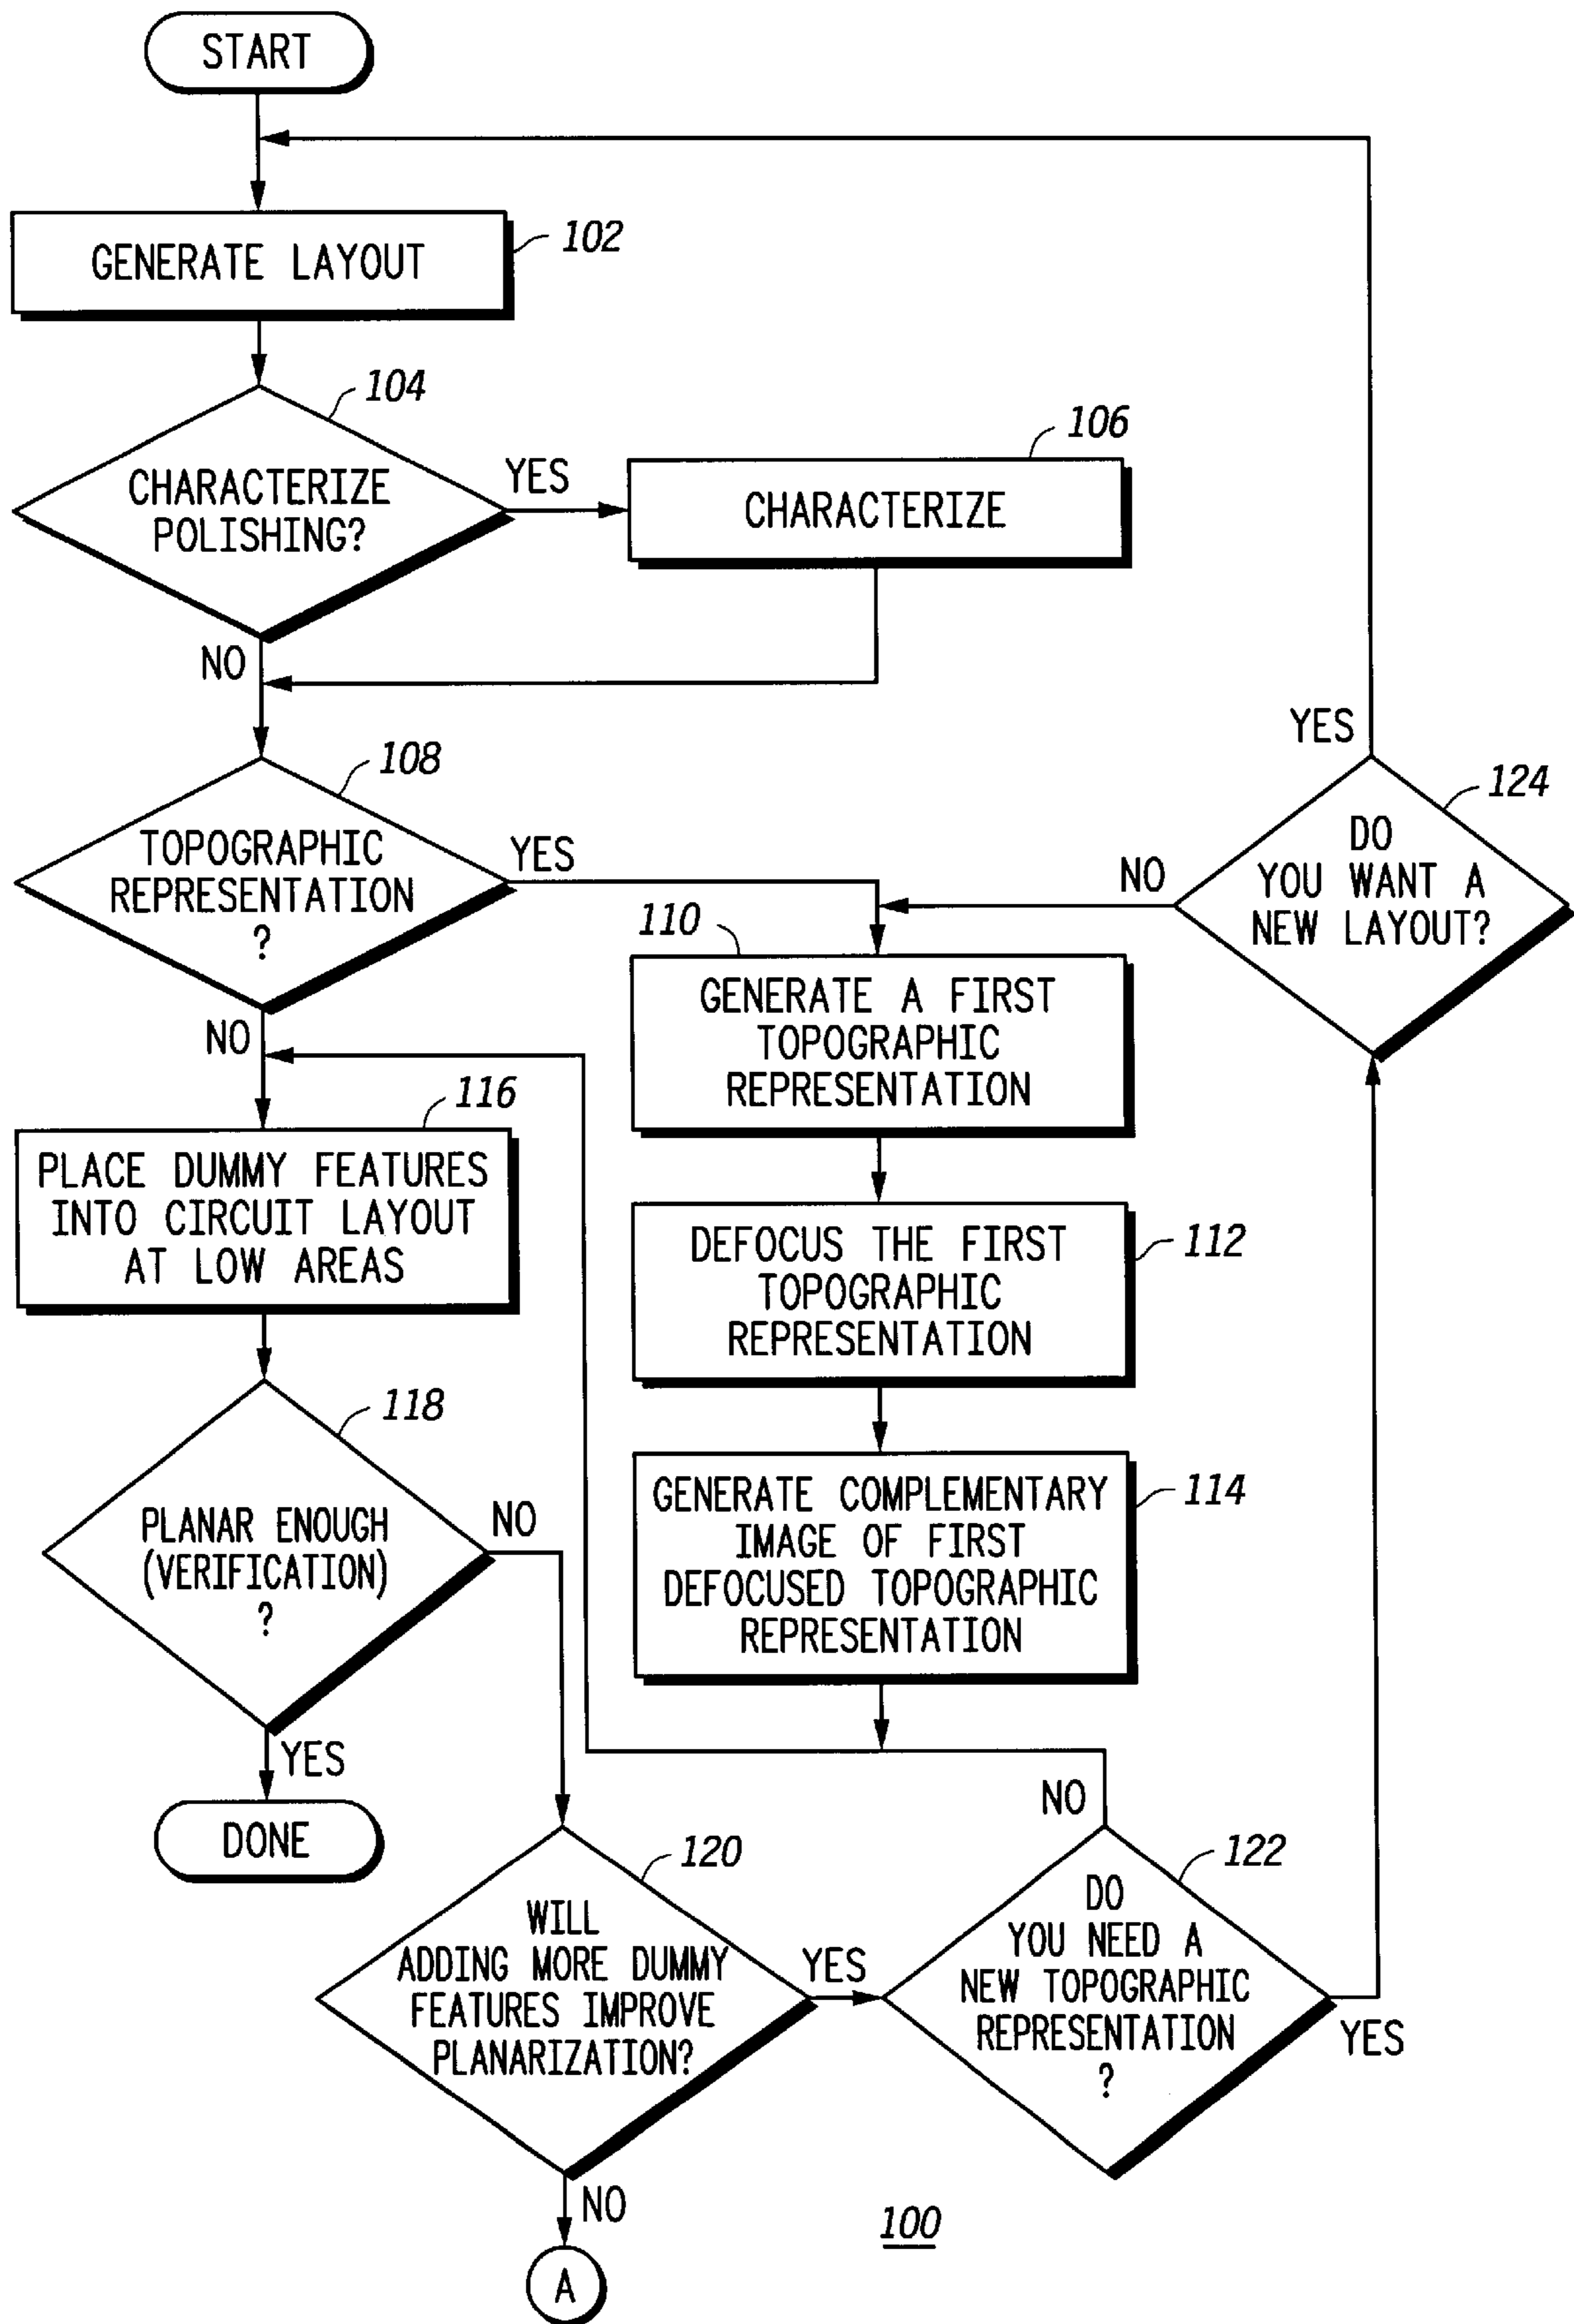 START
GENERATE LAYOUT
102
104
CHARACTERIZE
POLISHING?
YES
NO
106
CHARACTERIZE
108
TOPOGRAPHIC
REPRESENTATION
?
YES
NO
YES
124
DO
YOU WANT A
NEW LAYOUT?
NO
110
GENERATE A FIRST
TOPOGRAPHIC
REPRESENTATION
116
PLACE DUMMY FEATURES
INTO CIRCUIT LAYOUT
AT LOW AREAS
DEFOCUS THE FIRST
TOPOGRAPHIC
REPRESENTATION
112
118
PLANAR ENOUGH
(VERIFICATION)
?
NO
YES
DONE
GENERATE COMPLEMENTARY
IMAGE OF FIRST
DEFOCUSED TOPOGRAPHIC
REPRESENTATION
114
120
WILL
ADDING MORE DUMMY
FEATURES IMPROVE
PLANARIZATION?
YES
NO
A
NO
122
DO
YOU NEED A
NEW TOPOGRAPHIC
REPRESENTATION
?
YES
100